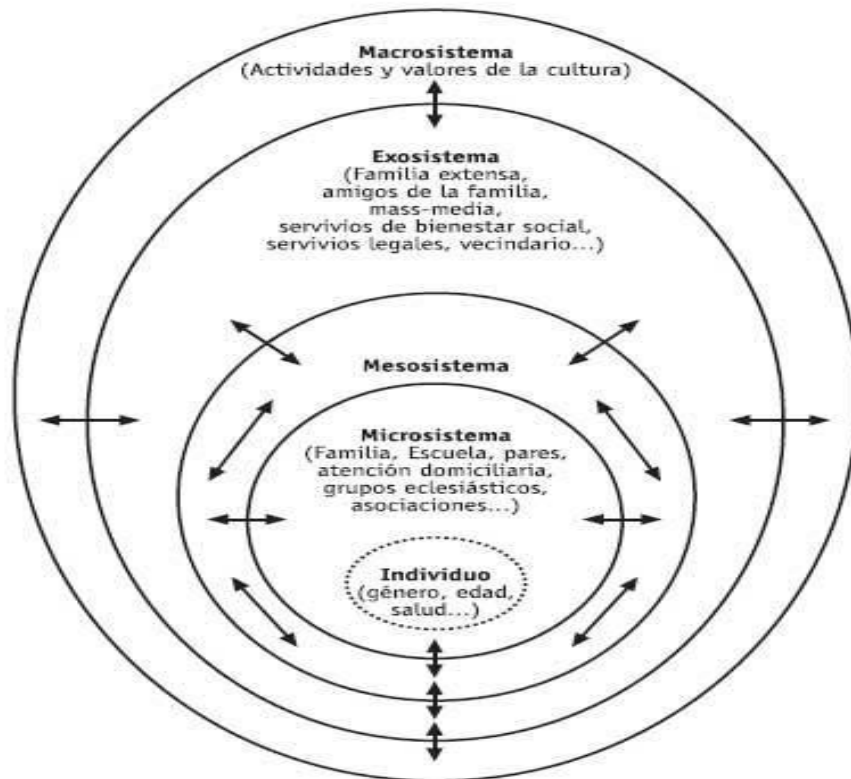 Macrosistema
(Actividades y valores de la cultura)
Exosistema
(Familia extensa,
amigos de la familia,
mass-media,
servivios de bienestar social,
servivios legales, vecindario...)
Mesosistema
Microsistema
(Familia, Escuela, pares,
atención domiciliaria,
grupos eclesiásticos,
asociaciones...)
Individuo
(género, edad,
salud...)